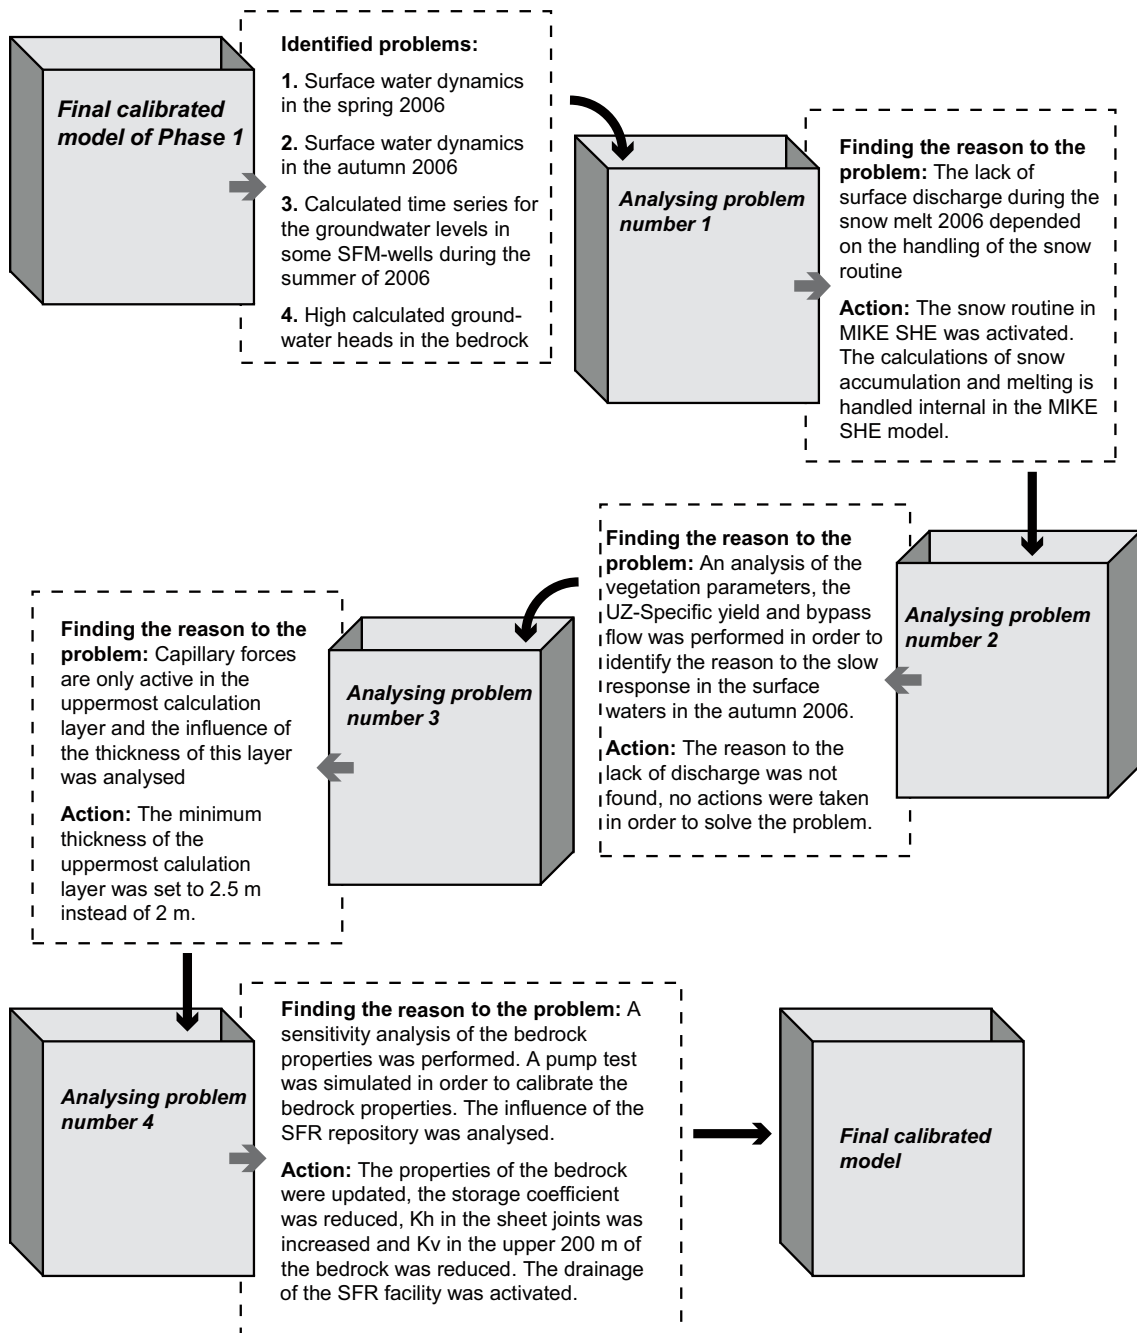 Final calibrated
model of Phase 1
Identified problems:
1. Surface water dynamics
in the spring 2006
2. Surface water dynamics
in the autumn 2006
3. Calculated time series for
the groundwater levels in
some SFM-wells during the
summer of 2006
4. High calculated ground-
water heads in the bedrock
Analysing problem
number 1
Finding the reason to the
problem: The lack of
surface discharge during the
snow melt 2006 depended
on the handling of the snow
routine
Action: The snow routine in
MIKE SHE was activated.
The calculations of snow
accumulation and melting is
handled internal in the MIKE
SHE model.
Analysing problem
number 2
Finding the reason to the
problem: An analysis of the
vegetation parameters, the
UZ-Specific yield and bypass
flow was performed in order to
identify the reason to the slow
response in the surface
waters in the autumn 2006.
Action: The reason to the
lack of discharge was not
found, no actions were taken
in order to solve the problem.
Analysing problem
number 3
Finding the reason to the
problem: Capillary forces
are only active in the
uppermost calculation
layer and the influence of
the thickness of this layer
was analysed
Action: The minimum
thickness of the
uppermost calulation
layer was set to 2.5 m
instead of 2 m.
Analysing problem
number 4
Finding the reason to the problem: A
sensitivity analysis of the bedrock
properties was performed. A pump test
was simulated in order to calibrate the
bedrock properties. The influence of the
SFR repository was analysed.
Action: The properties of the bedrock
were updated, the storage coefficient
was reduced, Kh in the sheet joints was
increased and Kv in the upper 200 m of
the bedrock was reduced. The drainage
of the SFR facility was activated.
Final calibrated
model